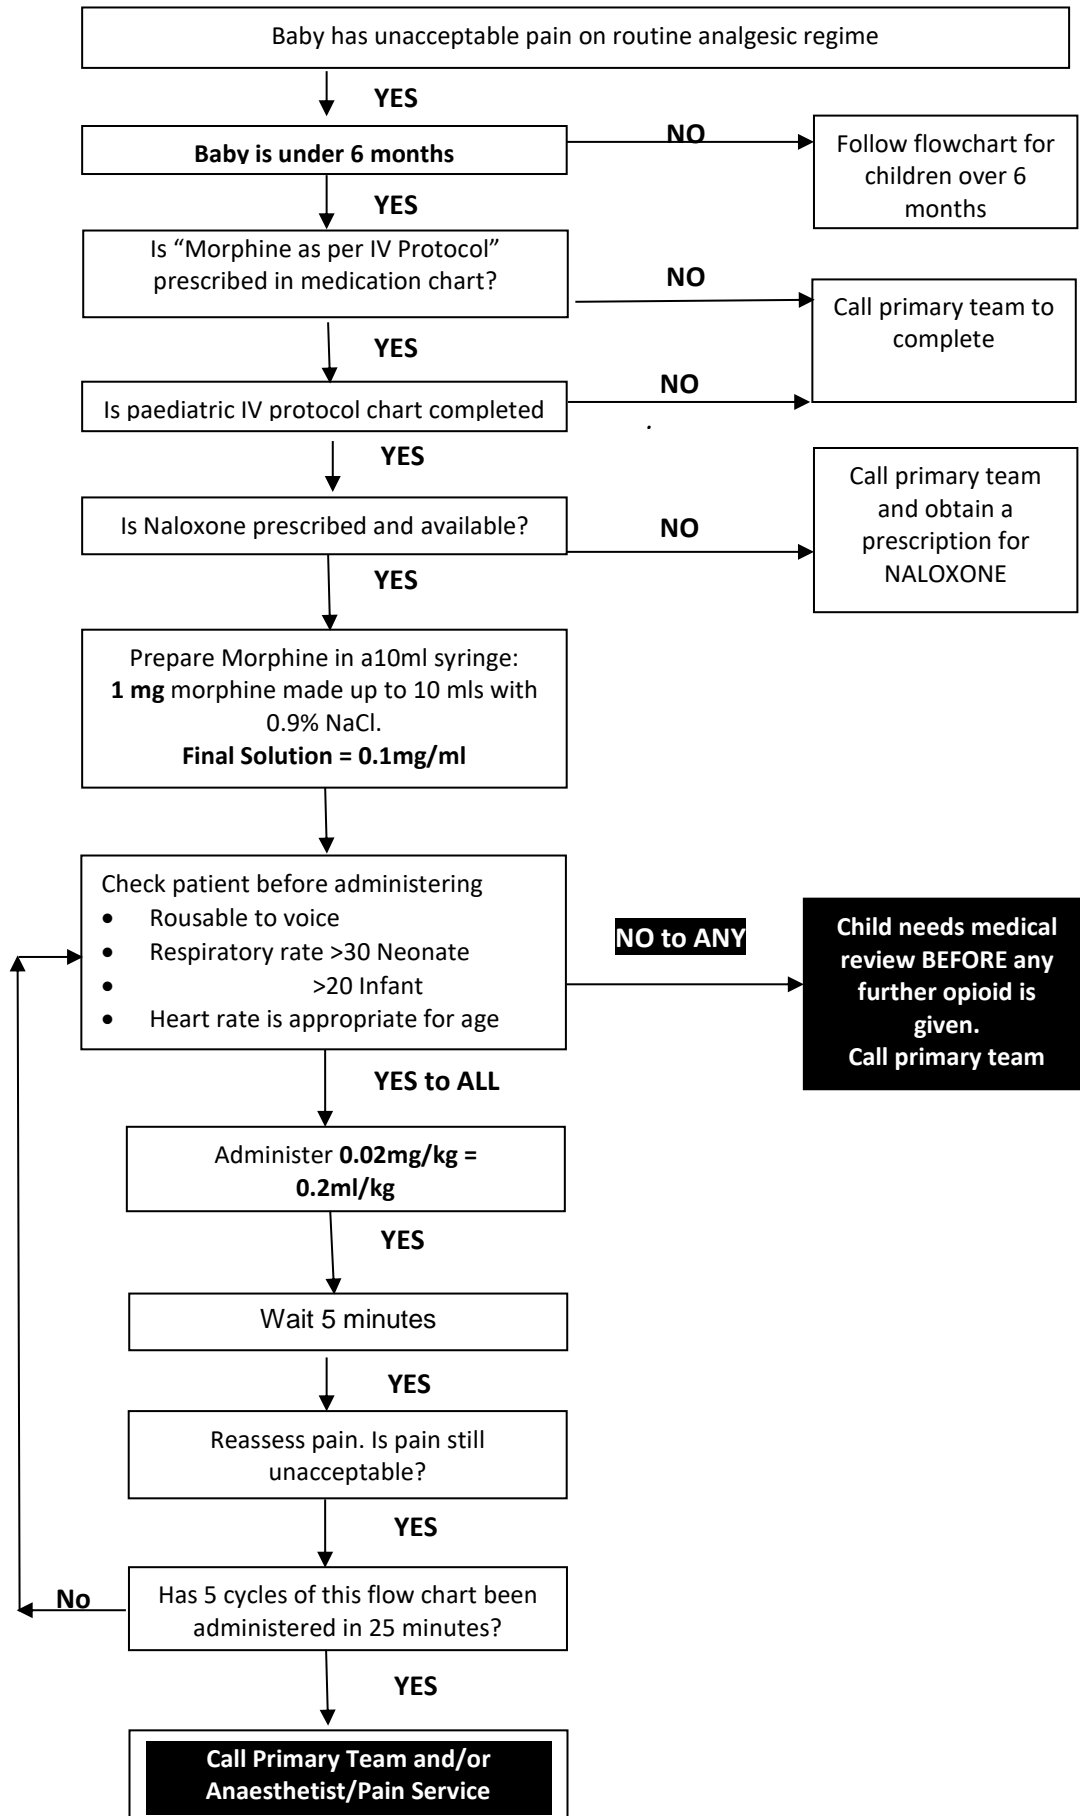 Baby has unacceptable pain on routine analgesic regime
YES
Baby is under 6 months
NO
Follow flowchart for
children over 6
months
YES
Is “Morphine as per IV Protocol”
prescribed in medication chart?
NO
Call primary team to
complete
YES
Is paediatric IV protocol chart completed
NO
.
YES
Is Naloxone prescribed and available?
NO
Call primary team
and obtain a
prescription for
NALOXONE
YES
Prepare Morphine in a10ml syringe:
1 mg morphine made up to 10 mls with
0.9% NaCl.
Final Solution = 0.1mg/ml
Check patient before administering
• Rousable to voice
• Respiratory rate >30 Neonate
• >20 Infant
• Heart rate is appropriate for age
NO to ANY
Child needs medical
review BEFORE any
further opioid is
given.
Call primary team
YES to ALL
Administer 0.02mg/kg =
0.2ml/kg
YES
Wait 5 minutes
YES
Reassess pain. Is pain still
unacceptable?
YES
Has 5 cycles of this flow chart been
administered in 25 minutes?
No
YES
Call Primary Team and/or
Anaesthetist/Pain Service